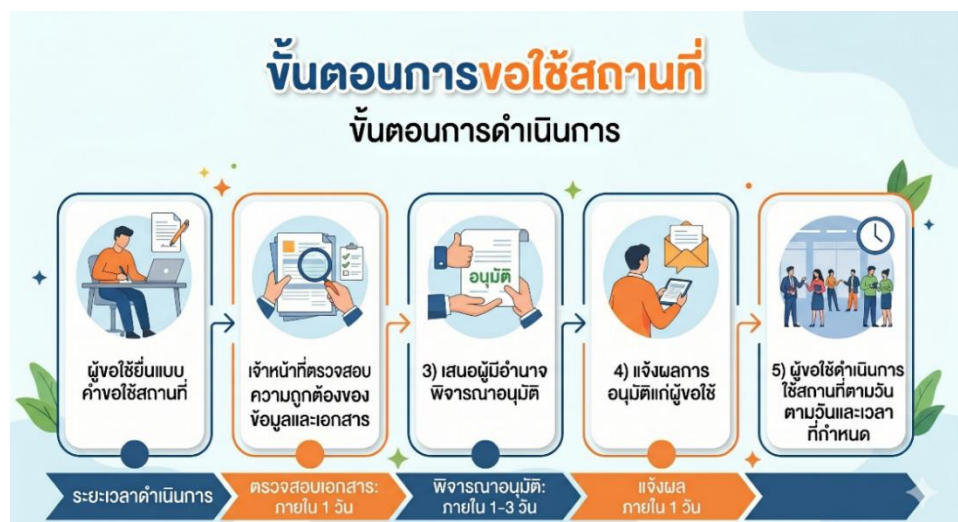 ขั้นตอนการขอใช้สถานที่
ขั้นตอนการดำเนินการ
ผู้ขอใช้ยื่นแบบ
คำขอใช้สถานที่
เจ้าหน้าที่ตรวจสอบ
ความถูกต้องของ
ข้อมูลและเอกสาร
อนุมัติ
3) เสนอผู้มีอำนาจ
พิจารณาอนุมัติ
4) แจ้งผลการ
อนุมัติแก่ผู้ขอใช้
5) ผู้ขอใช้ดำเนินการ
ใช้สถานที่ตามวัน
ตามวันและเวลา
ที่กำหนด
ระยะเวลาดำเนินการ
ตรวจสอบเอกสาร:
ภายใน 1 วัน
พิจารณาอนุมัติ:
ภายใน 1-3 วัน
แจ้งผล
ภายใน 1 วัน